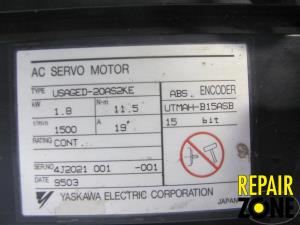 AC SERVO MOTOR
TYPE USAGED-20AS2KE
ABS. ENCODER
kW 1.8 N-m 11.5
UTMAH-B15ASB
r/min 1500 A 19
15 bit
RATING CONT.
SER.NO 4J2021 001 -001
DATE 9503
YASKAWA ELECTRIC CORPORATION
JAPAN
REPAIR
ZONE